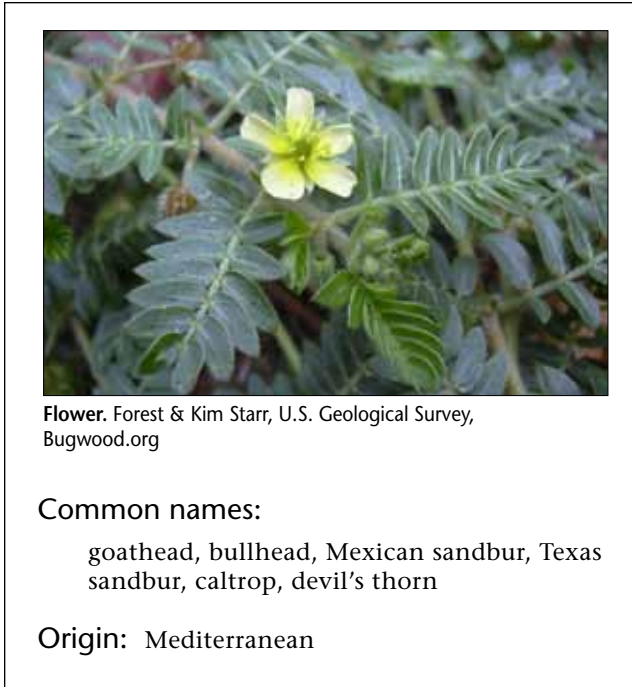 Flower. Forest & Kim Starr, U.S. Geological Survey,
Bugwood.org
Common names:
goathead, bullhead, Mexican sandbur, Texas
sandbur, caltrop, devil’s thorn
Origin: Mediterranean